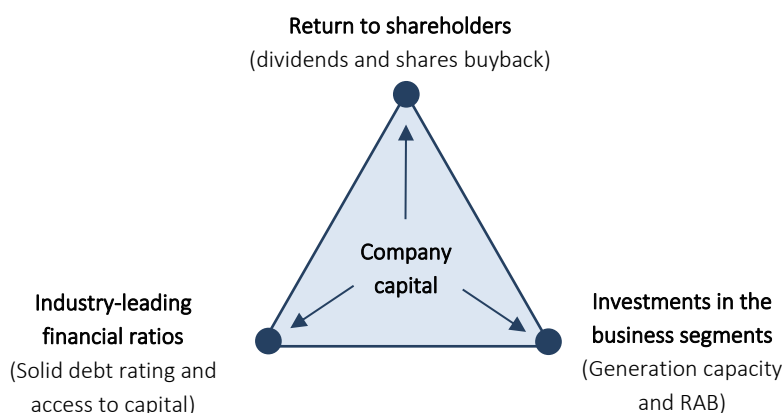 Return to shareholders
(dividends and shares buyback)
Company
capital
Industry-leading
financial ratios
(Solid debt rating and
access to capital)
Investments in the
business segments
(Generation capacity
and RAB)